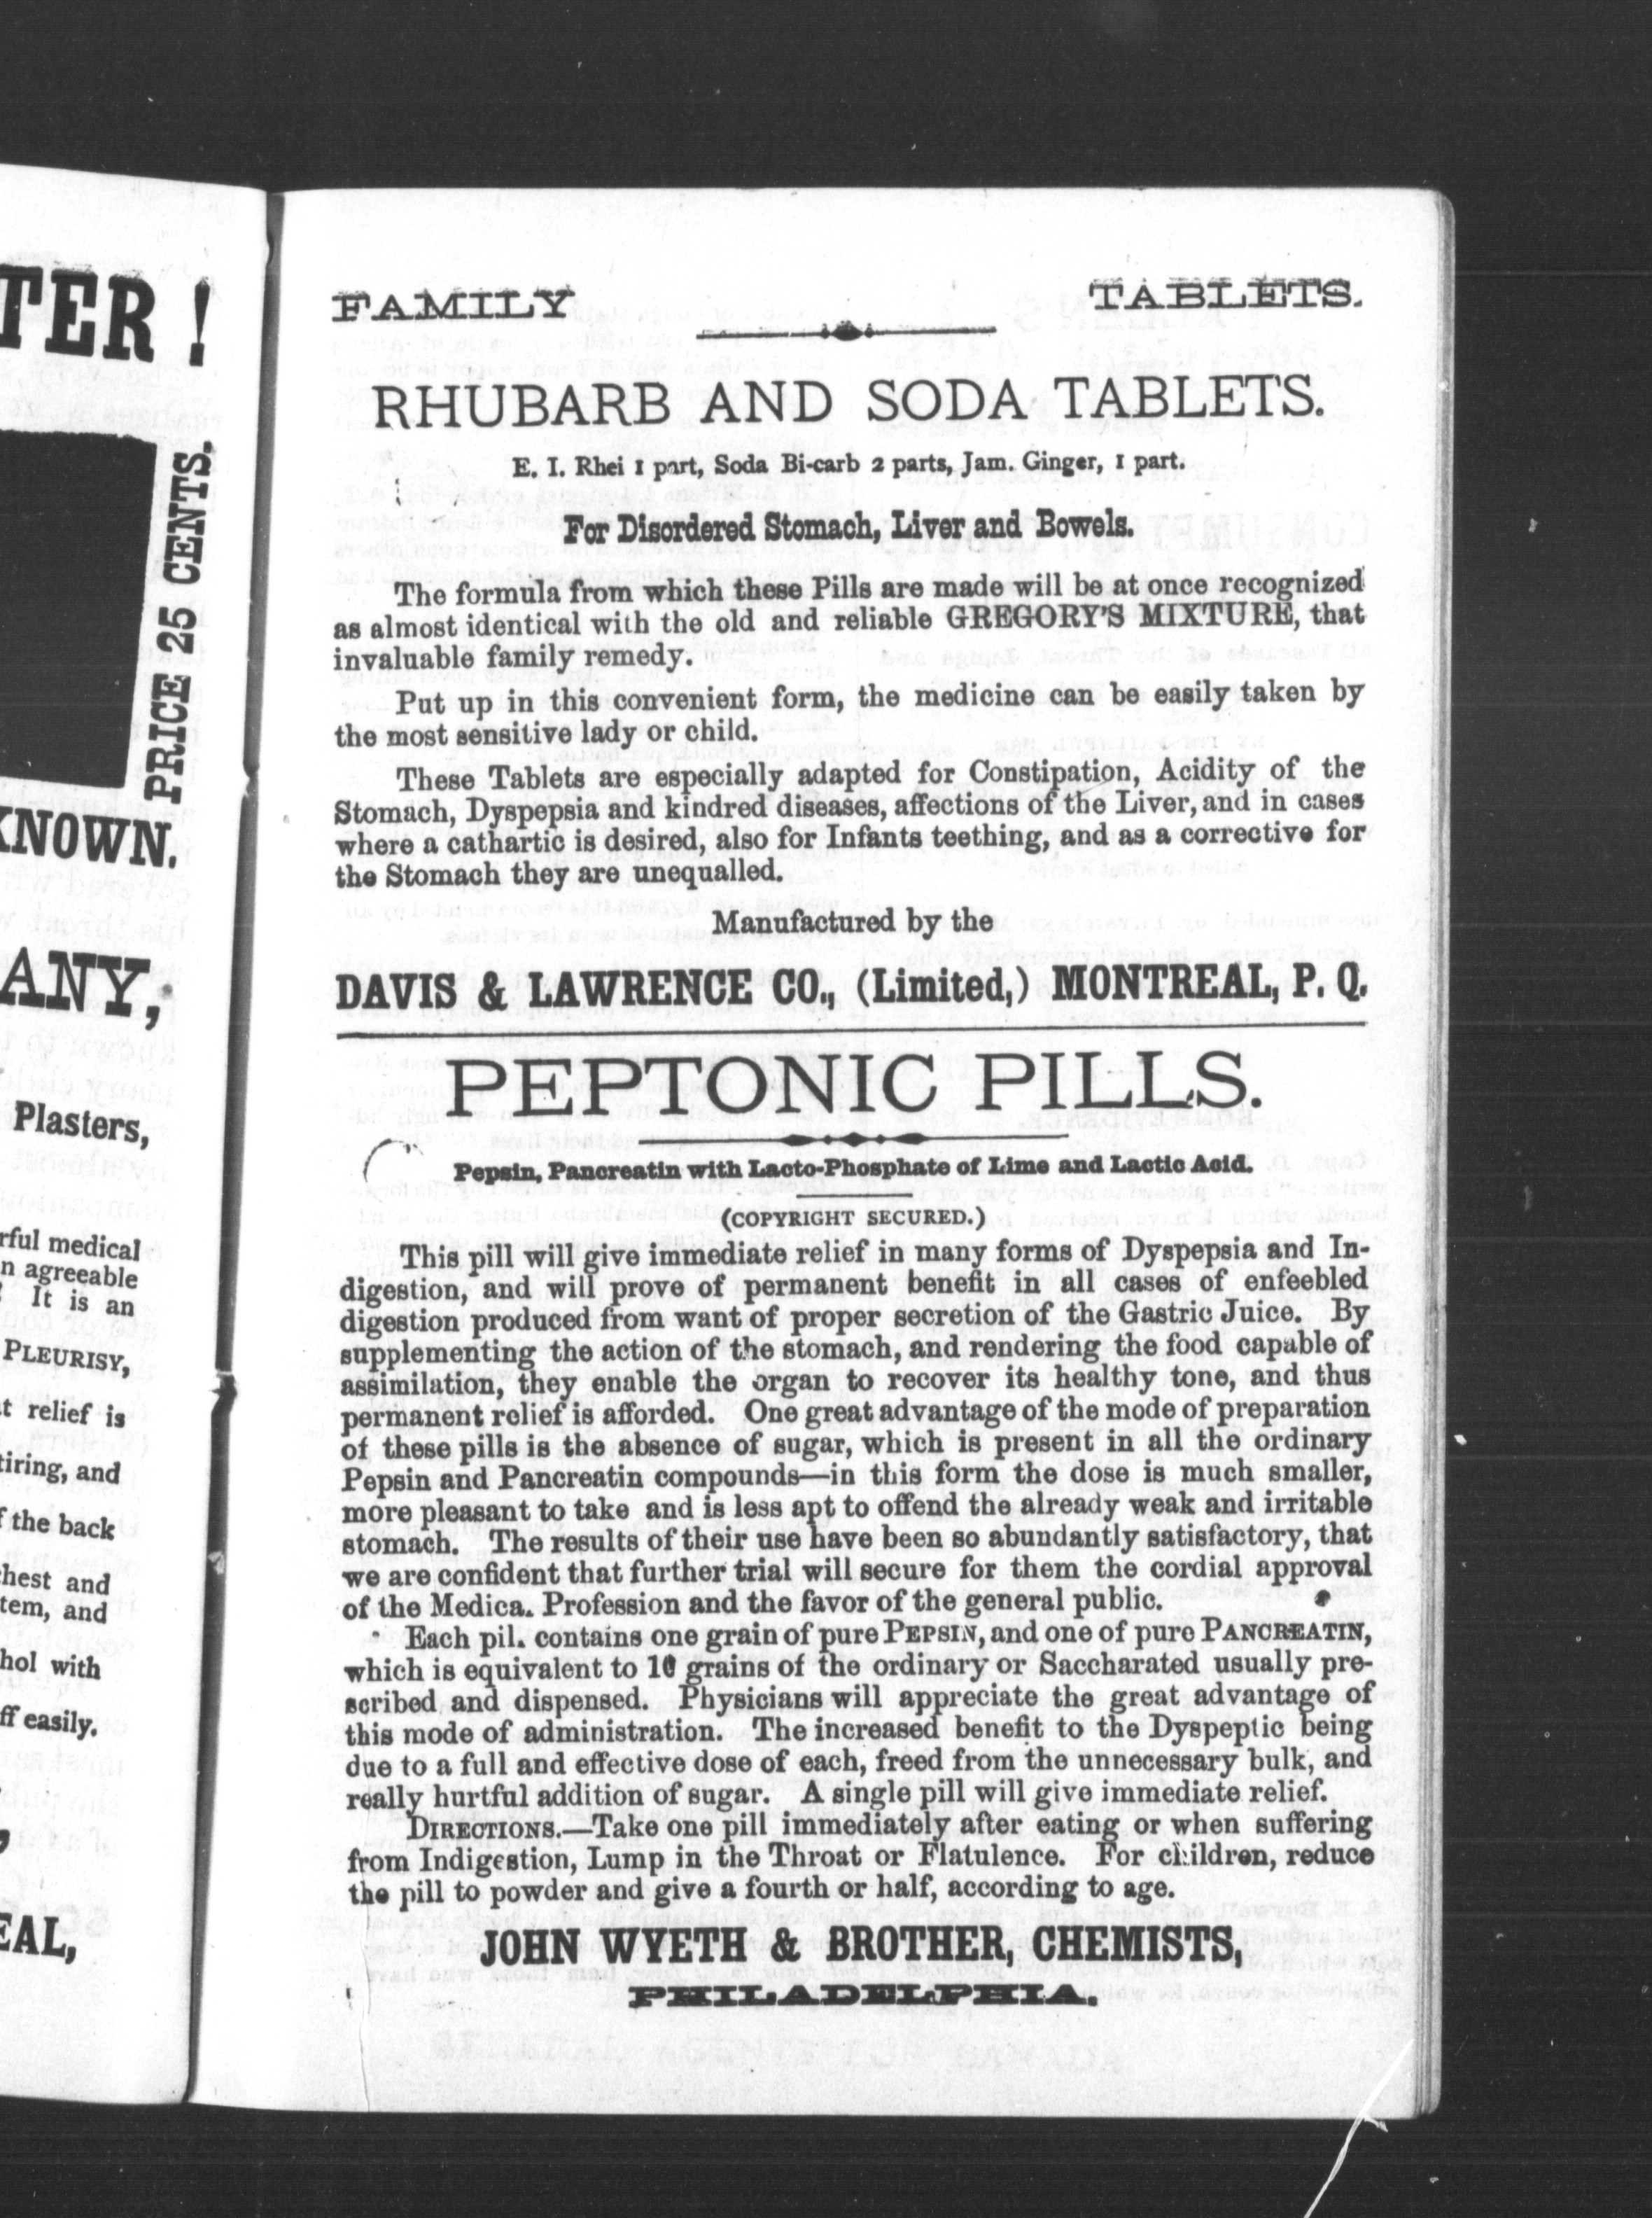 TER!
PRICE 25 CENTS.
KNOWN.
ANY,
Plasters,
medical
agreeable
It is an
PLEURISY,
relief is
and
the back
and
and
with
easily.
FAMILY TABLETS.
RHUBARB AND SODA TABLETS.
E. I. Rhei 1 part, Soda Bi-carb 2 parts, Jam. Ginger, 1 part.
For Disordered Stomach, Liver and Bowels.
The formula from which these Pills are made will be at once recognized
as almost identical with the old and reliable GREGORY'S MIXTURE, that
invaluable family remedy.
Put up in this convenient form, the medicine can be easily taken by
the most sensitive lady or child.
These Tablets are especially adapted for Constipation, Acidity of the
Stomach, Dyspepsia and kindred diseases, affections of the Liver, and in cases
where a cathartic is desired, also for Infants teething, and as a corrective for
the Stomach they are unequalled.
Manufactured by the
DAVIS & LAWRENCE CO., (Limited,) MONTREAL, P. Q.
PEPTONIC PILLS.
Pepsin, Pancreatin with Lacto-Phosphate of Lime and Lactic Acid.
(COPYRIGHT SECURED.)
This pill will give immediate relief in many forms of Dyspepsia and In-
digestion, and will prove of permanent benefit in all cases of enfeebled
digestion produced from want of proper secretion of the Gastric Juice. By
supplementing the action of the stomach, and rendering the food capable of
assimilation, they enable the organ to recover its healthy tone, and thus
permanent relief is afforded. One great advantage of the mode of preparation
of these pills is the absence of sugar, which is present in all the ordinary
Pepsin and Pancreatin compounds—in this form the dose is much smaller,
more pleasant to take and is less apt to offend the already weak and irritable
stomach. The results of their use have been so abundantly satisfactory, that
we are confident that further trial will secure for them the cordial approval
of the Medica. Profession and the favor of the general public.
Each pil. contains one grain of pure PEPSIN, and one of pure PANCREATIN,
which is equivalent to 10 grains of the ordinary or Saccharated usually pre-
scribed and dispensed. Physicians will appreciate the great advantage of
this mode of administration. The increased benefit to the Dyspeptic being
due to a full and effective dose of each, freed from the unnecessary bulk, and
really hurtful addition of sugar. A single pill will give immediate relief.
DIRECTIONS.—Take one pill immediately after eating or when suffering
from Indigestion, Lump in the Throat or Flatulence. For children, reduce
the pill to powder and give a fourth or half, according to age.
JOHN WYETH & BROTHER, CHEMISTS,
PHILADELPHIA.